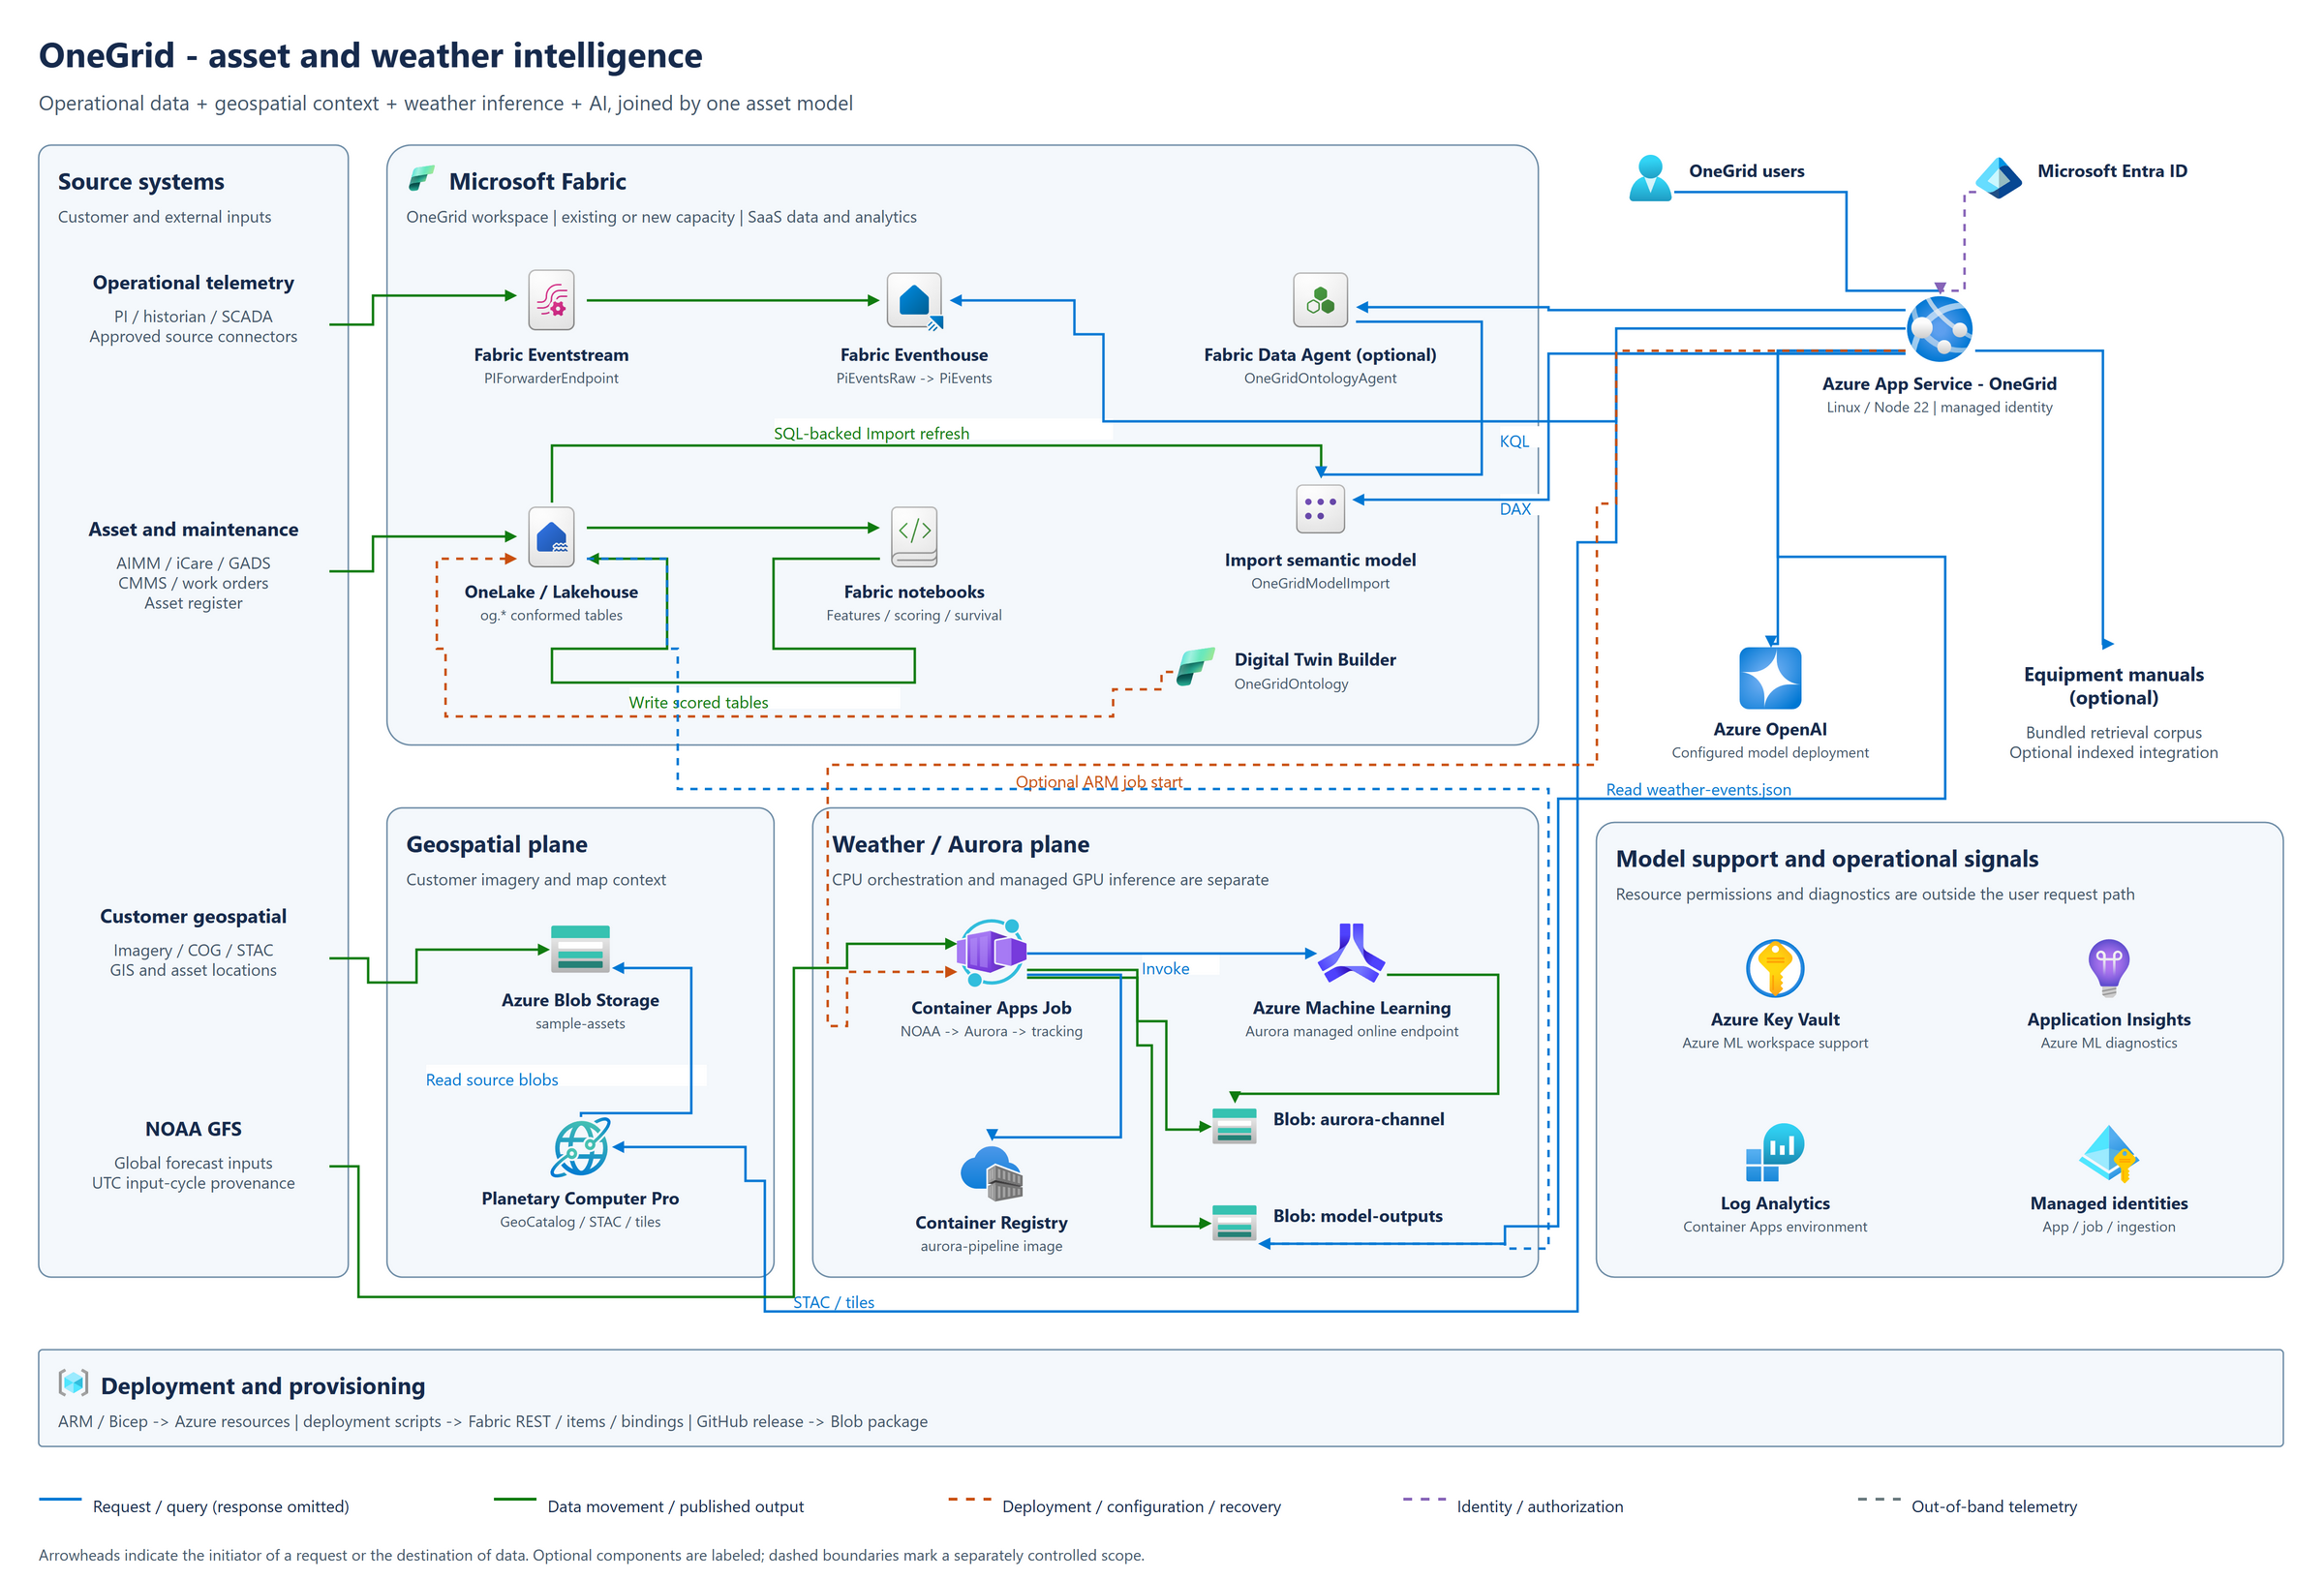 OneGrid - asset and weather intelligence
Operational data + geospatial context + weather inference + AI, joined by one asset model
Source systems
Customer and external inputs
Operational telemetry
PI / historian / SCADA
Approved source connectors
Asset and maintenance
AIMM / iCare / GADS
CMMS / work orders
Asset register
Customer geospatial
Imagery / COG / STAC
GIS and asset locations
NOAA GFS
Global forecast inputs
UTC input-cycle provenance
Microsoft Fabric
OneGrid workspace | existing or new capacity | SaaS data and analytics
Fabric Eventstream
PIForwarderEndpoint
Fabric Eventhouse
PiEventsRaw -> PiEvents
Fabric Data Agent (optional)
OneGridOntologyAgent
SQL-backed Import refresh
KQL
DAX
OneLake / Lakehouse
og.* conformed tables
Fabric notebooks
Features / scoring / survival
Import semantic model
OneGridModelImport
Digital Twin Builder
OneGridOntology
Write scored tables
OneGrid users
Microsoft Entra ID
Azure App Service - OneGrid
Linux / Node 22 | managed identity
Azure OpenAI
Configured model deployment
Equipment manuals
(optional)
Bundled retrieval corpus
Optional indexed integration
Optional ARM job start
Read weather-events.json
Geospatial plane
Customer imagery and map context
Azure Blob Storage
sample-assets
Read source blobs
Planetary Computer Pro
GeoCatalog / STAC / tiles
Weather / Aurora plane
CPU orchestration and managed GPU inference are separate
Container Apps Job
NOAA -> Aurora -> tracking
Invoke
Azure Machine Learning
Aurora managed online endpoint
Blob: aurora-channel
Container Registry
aurora-pipeline image
Blob: model-outputs
STAC / tiles
Model support and operational signals
Resource permissions and diagnostics are outside the user request path
Azure Key Vault
Azure ML workspace support
Application Insights
Azure ML diagnostics
Log Analytics
Container Apps environment
Managed identities
App / job / ingestion
Deployment and provisioning
ARM / Bicep -> Azure resources | deployment scripts -> Fabric REST / items / bindings | GitHub release -> Blob package
Request / query (response omitted)
Data movement / published output
Deployment / configuration / recovery
Identity / authorization
Out-of-band telemetry
Arrowheads indicate the initiator of a request or the destination of data. Optional components are labeled; dashed boundaries mark a separately controlled scope.